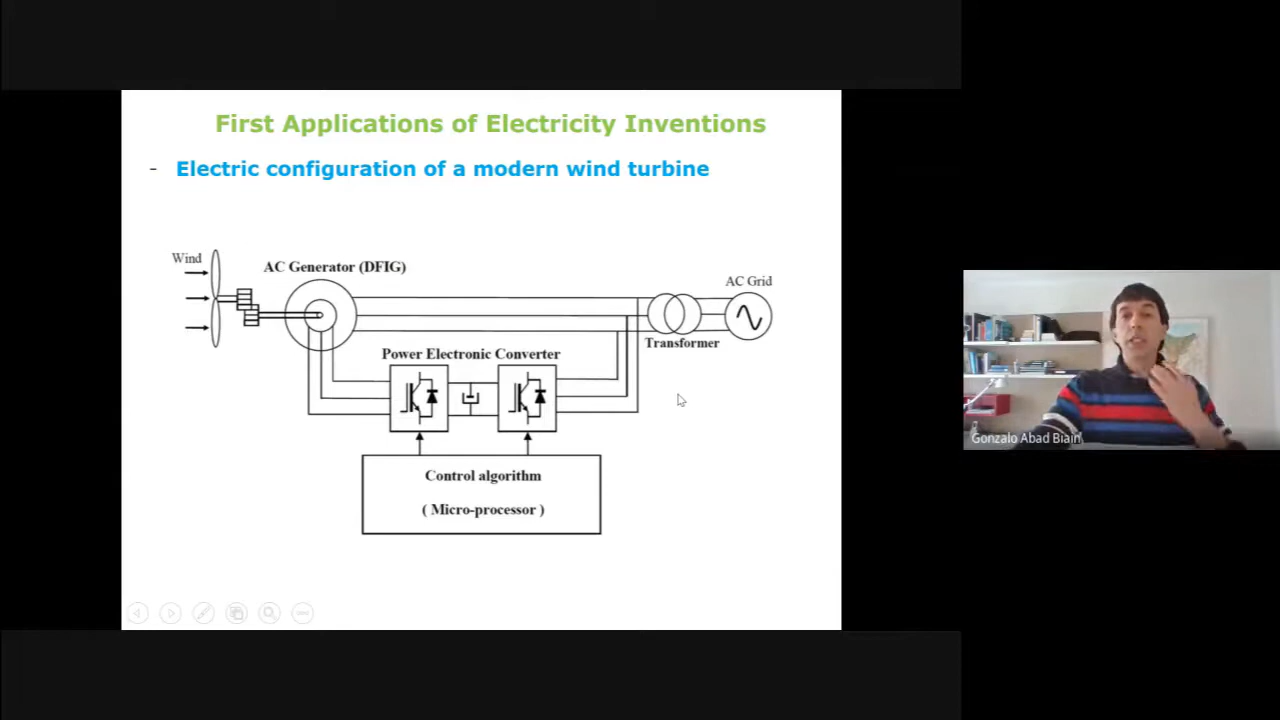 First Applications of Electricity Inventions
- Electric configuration of a modern wind turbine
Wind
AC Generator (DFIG)
AC Grid
Transformer
Power Electronic Converter
Control algorithm
( Micro-processor )
Gonzalo Abad Biain